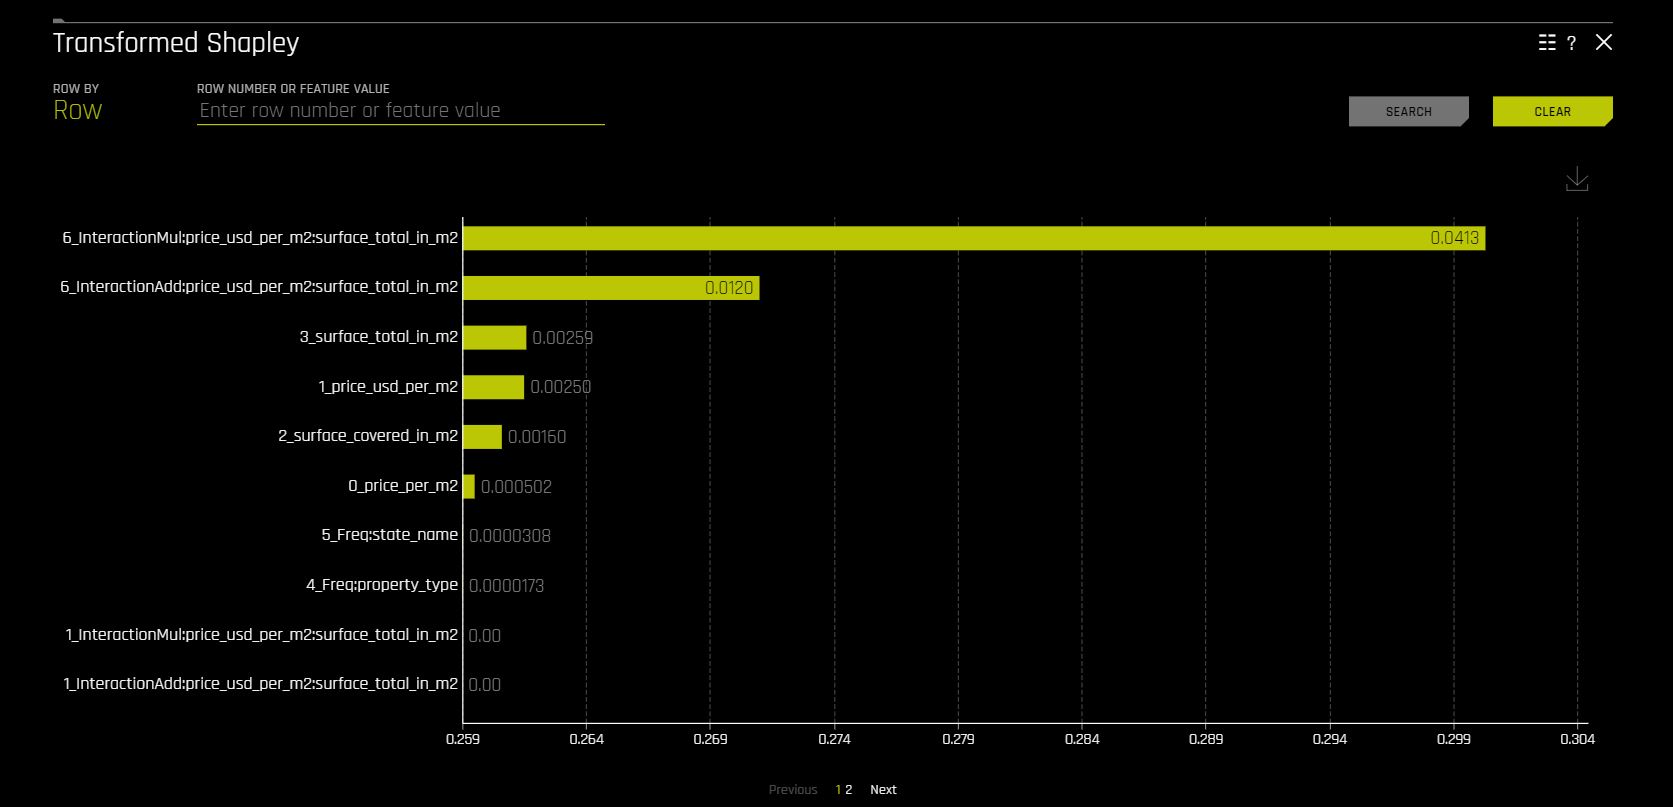 Transformed Shapley
?
ROW BY
Row
ROW NUMBER OR FEATURE VALUE
Enter row number or feature value
SEARCH
CLEAR
6_InteractionMul:price_usd_per_m2:surface_total_in_m2 0.0413
6_InteractionAdd:price_usd_per_m2:surface_total_in_m2 0.0120
3_surface_total_in_m2 0.00259
1_price_usd_per_m2 0.00250
2_surface_covered_in_m2 0.00160
0_price_per_m2 0.000502
5_Freq:state_name 0.0000308
4_Freq:property_type 0.0000173
1_InteractionMul:price_usd_per_m2:surface_total_in_m2 0.00
1_InteractionAdd:price_usd_per_m2:surface_total_in_m2 0.00
0.259 0.264 0.269 0.274 0.279 0.284 0.289 0.294 0.299 0.304
Previous 1 2 Next